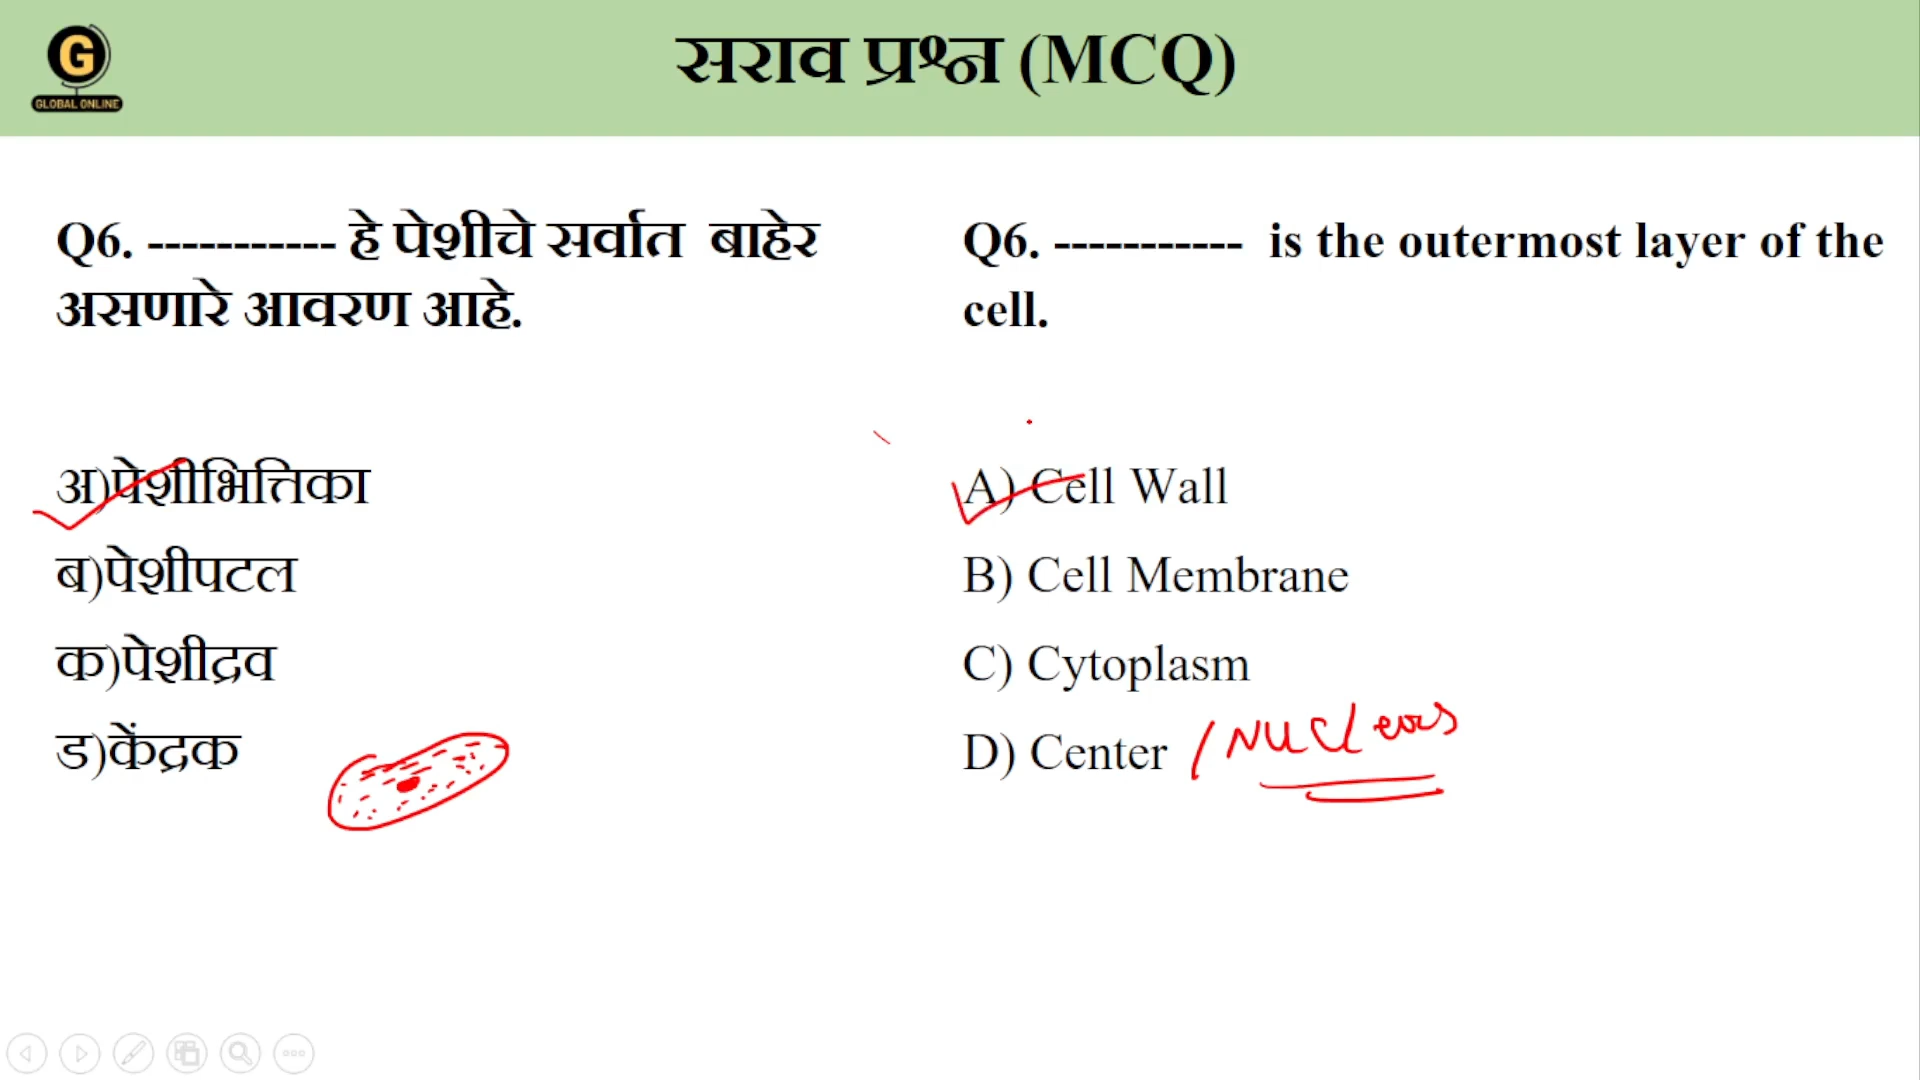 G
GLOBAL ONLINE
सराव प्रश्न (MCQ)
Q6. ----------- हे पेशीचे सर्वात बाहेर
असणारे आवरण आहे.
अ)पेशीभित्तिका
ब)पेशीपटल
क)पेशीद्रव
ड)केंद्रक
Q6. ----------- is the outermost layer of the
cell.
A) Cell Wall
B) Cell Membrane
C) Cytoplasm
D) Center / Nucleous